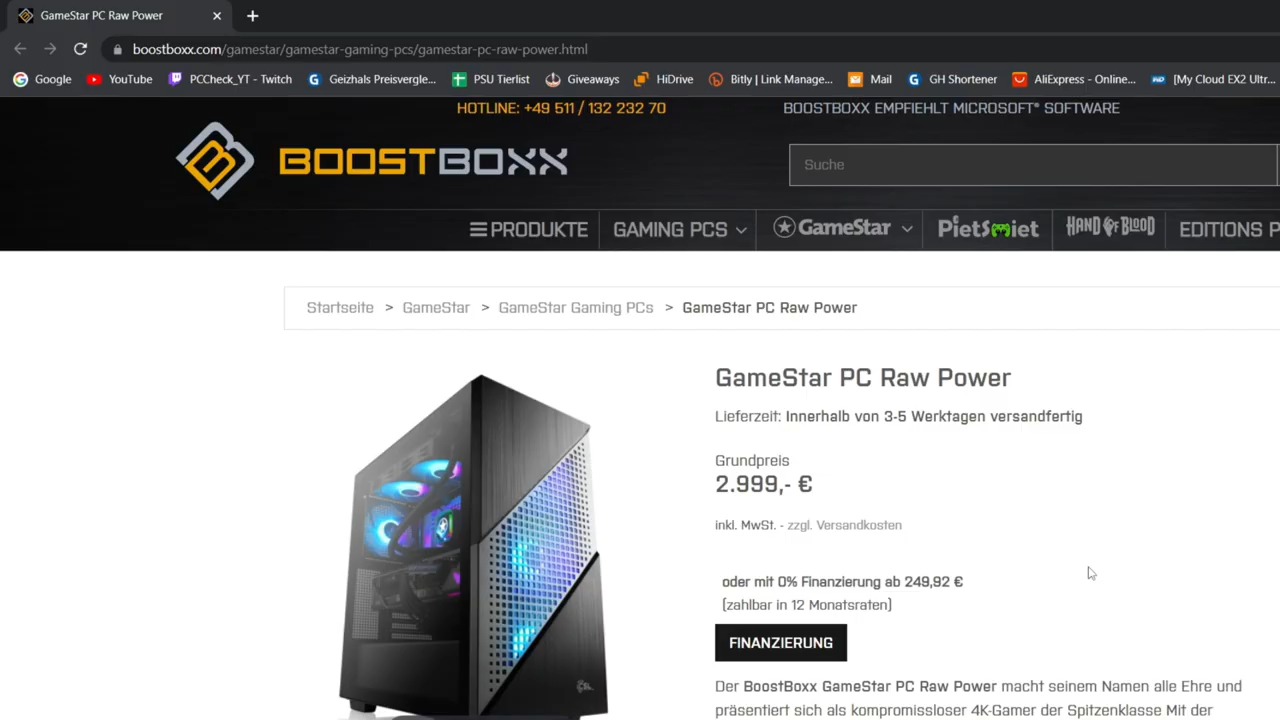 GameStar PC Raw Power
boostboxx.com/gamestar/gamestar-gaming-pcs/gamestar-pc-raw-power.html
Google YouTube PCCheck_YT - Twitch Geizhals Preisvergle... PSU Tierlist Giveaways HiDrive Bitly | Link Manage... Mail GH Shortener AliExpress - Online... [My Cloud EX2 Ultr...
HOTLINE: +49 511 / 132 232 70 BOOSTBOXX EMPFIEHLT MICROSOFT® SOFTWARE
BOOSTBOXX
Suche
PRODUKTE GAMING PCS GameStar PietSmiet HAND OF BLOOD EDITIONS P
Startseite > GameStar > GameStar Gaming PCs > GameStar PC Raw Power
GameStar PC Raw Power
Lieferzeit: Innerhalb von 3-5 Werktagen versandfertig
Grundpreis
2.999,- €
inkl. MwSt. - zzgl. Versandkosten
oder mit 0% Finanzierung ab 249,92 €
(zahlbar in 12 Monatsraten)
FINANZIERUNG
Der BoostBoxx GameStar PC Raw Power macht seinem Namen alle Ehre und
präsentiert sich als kompromissloser 4K-Gamer der Spitzenklasse Mit der